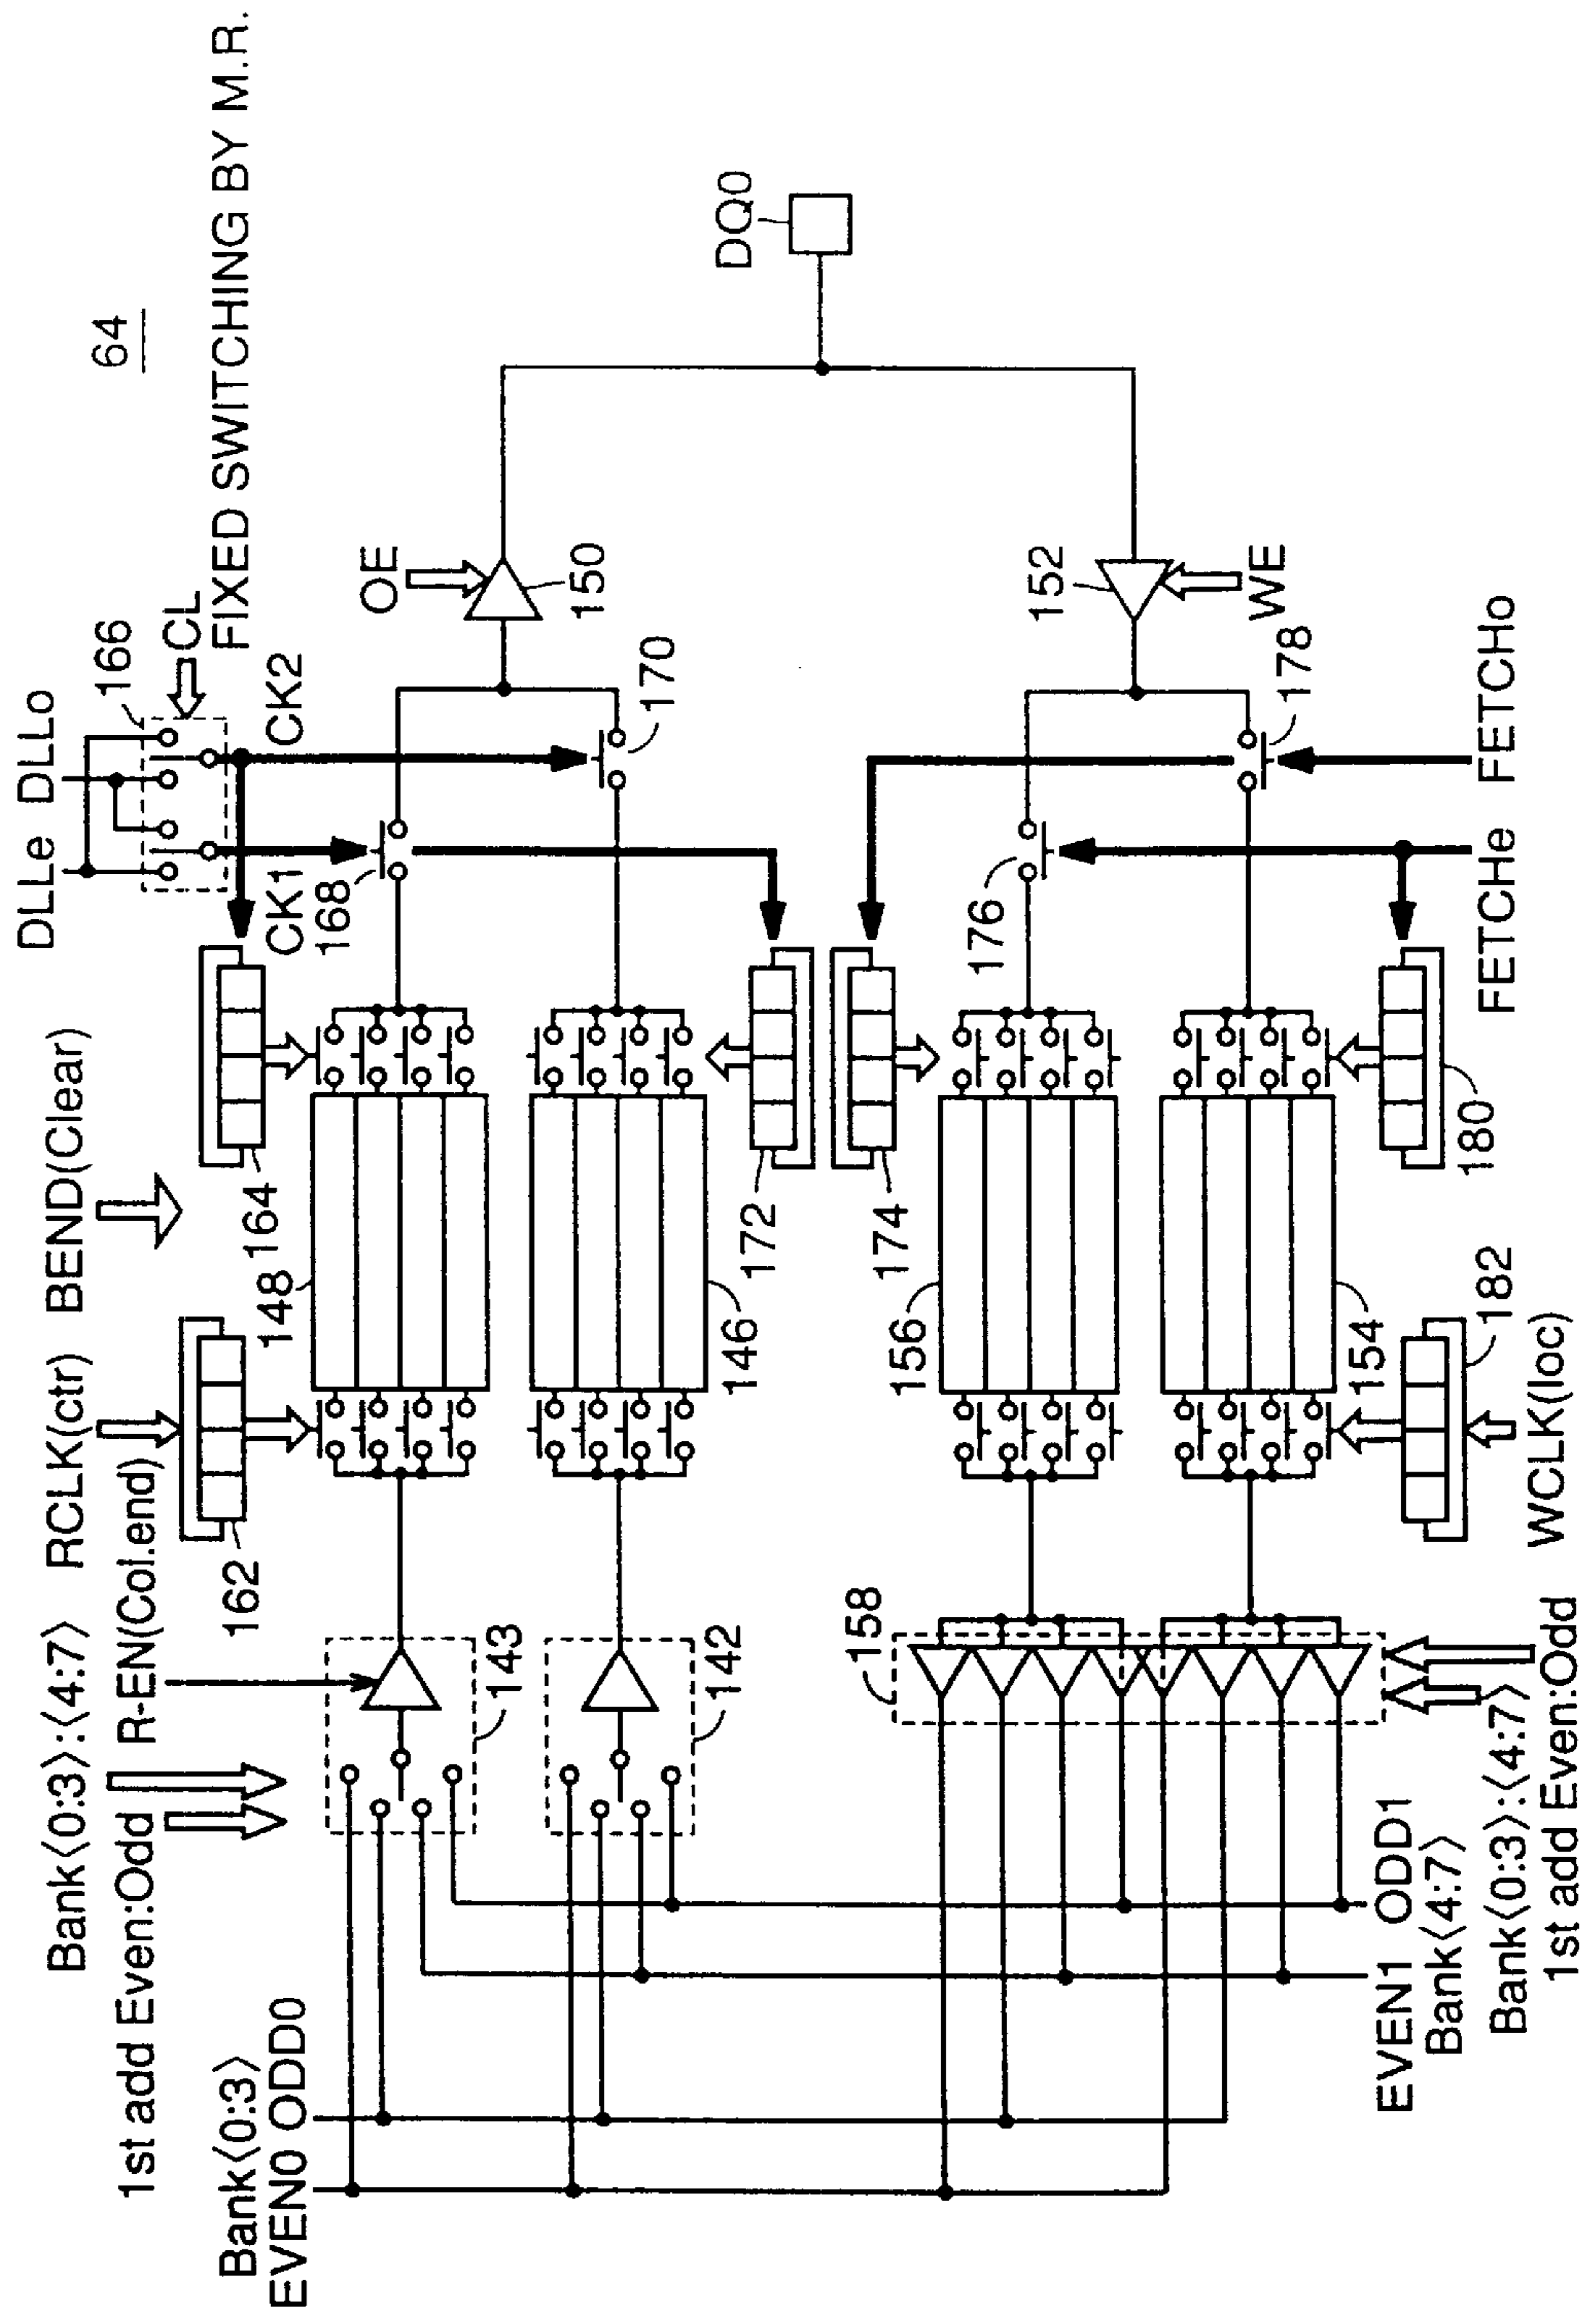 64
DLLe DLLo
166
CL
FIXED SWITCHING BY M.R.
CK1
CK2
168
170
OE
150
DQ0
152
WE
176
178
FETCHe FETCHo
Bank⟨0:3⟩:⟨4:7⟩
1st add Even:Odd
RCLK(ctr)
R-EN(Col.end)
BEND(Clear)
162
164
148
146
172
174
156
154
180
182
WCLK(loc)
143
142
158
Bank⟨0:3⟩
EVEN0 ODD0
EVEN1 ODD1
Bank⟨4:7⟩
Bank⟨0:3⟩:⟨4:7⟩
1st add Even:Odd